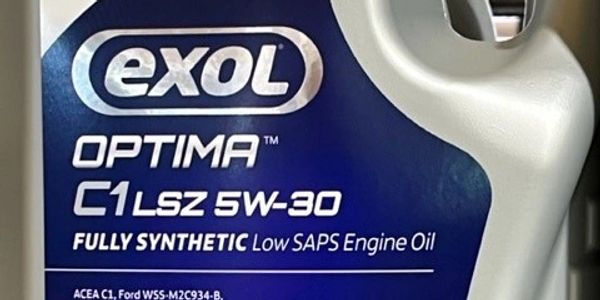 exol
OPTIMA™
C1 LSZ 5W-30
FULLY SYNTHETIC Low SAPS Engine Oil
ACEA C1, Ford WSS-M2C934-B,